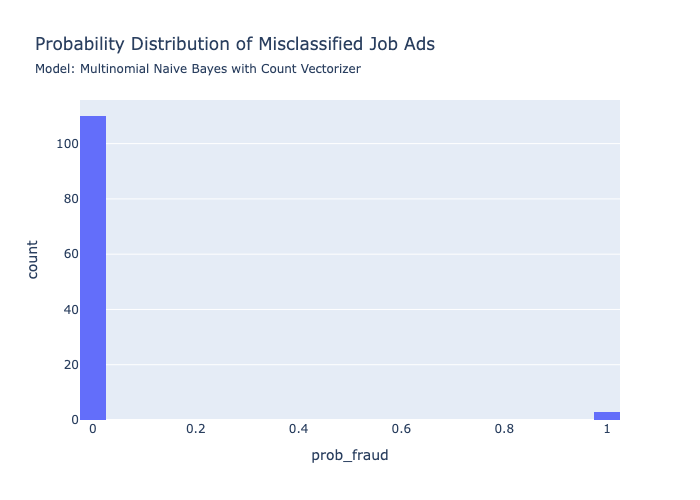 Probability Distribution of Misclassified Job Ads
Model: Multinomial Naive Bayes with Count Vectorizer
100
80
60
40
20
0
count
0 0.2 0.4 0.6 0.8 1
prob_fraud